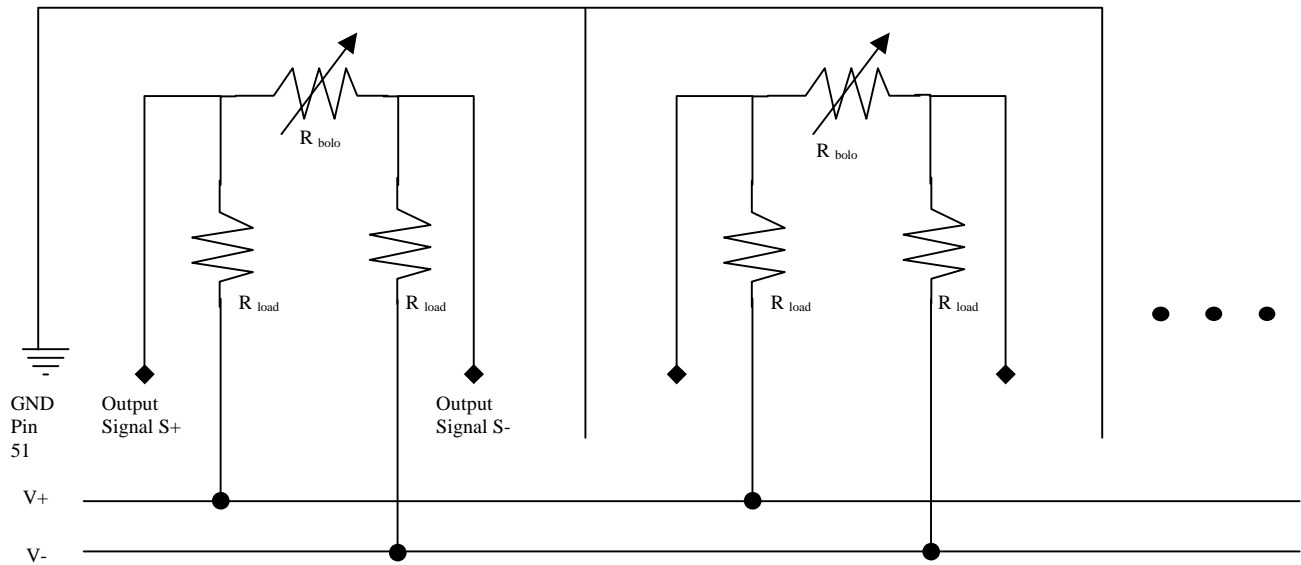 R bolo
R bolo
R load
R load
R load
R load
GND
Pin
51
Output
Signal S+
Output
Signal S-
V+
V-